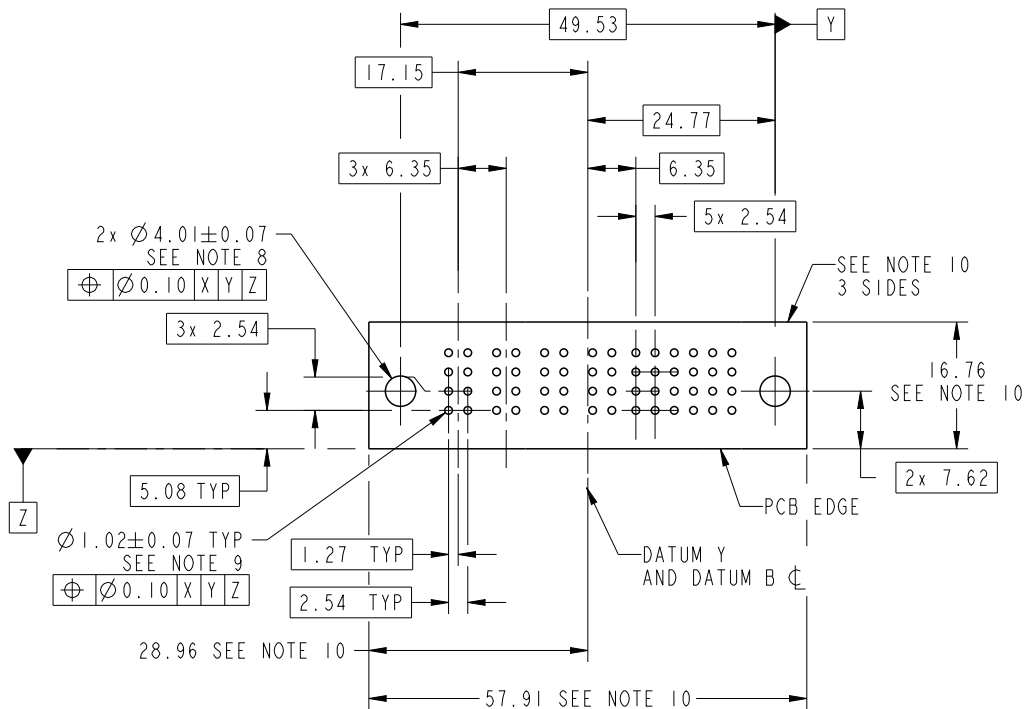 49.53
Y
17.15
24.77
3x 6.35
6.35
5x 2.54
2x Ø4.01±0.07
SEE NOTE 8
⌖ Ø0.10 X Y Z
SEE NOTE 10
3 SIDES
3x 2.54
16.76
SEE NOTE 10
5.08 TYP
2x 7.62
Z
PCB EDGE
Ø1.02±0.07 TYP
SEE NOTE 9
⌖ Ø0.10 X Y Z
1.27 TYP
DATUM Y
AND DATUM B ℄
2.54 TYP
28.96 SEE NOTE 10
57.91 SEE NOTE 10